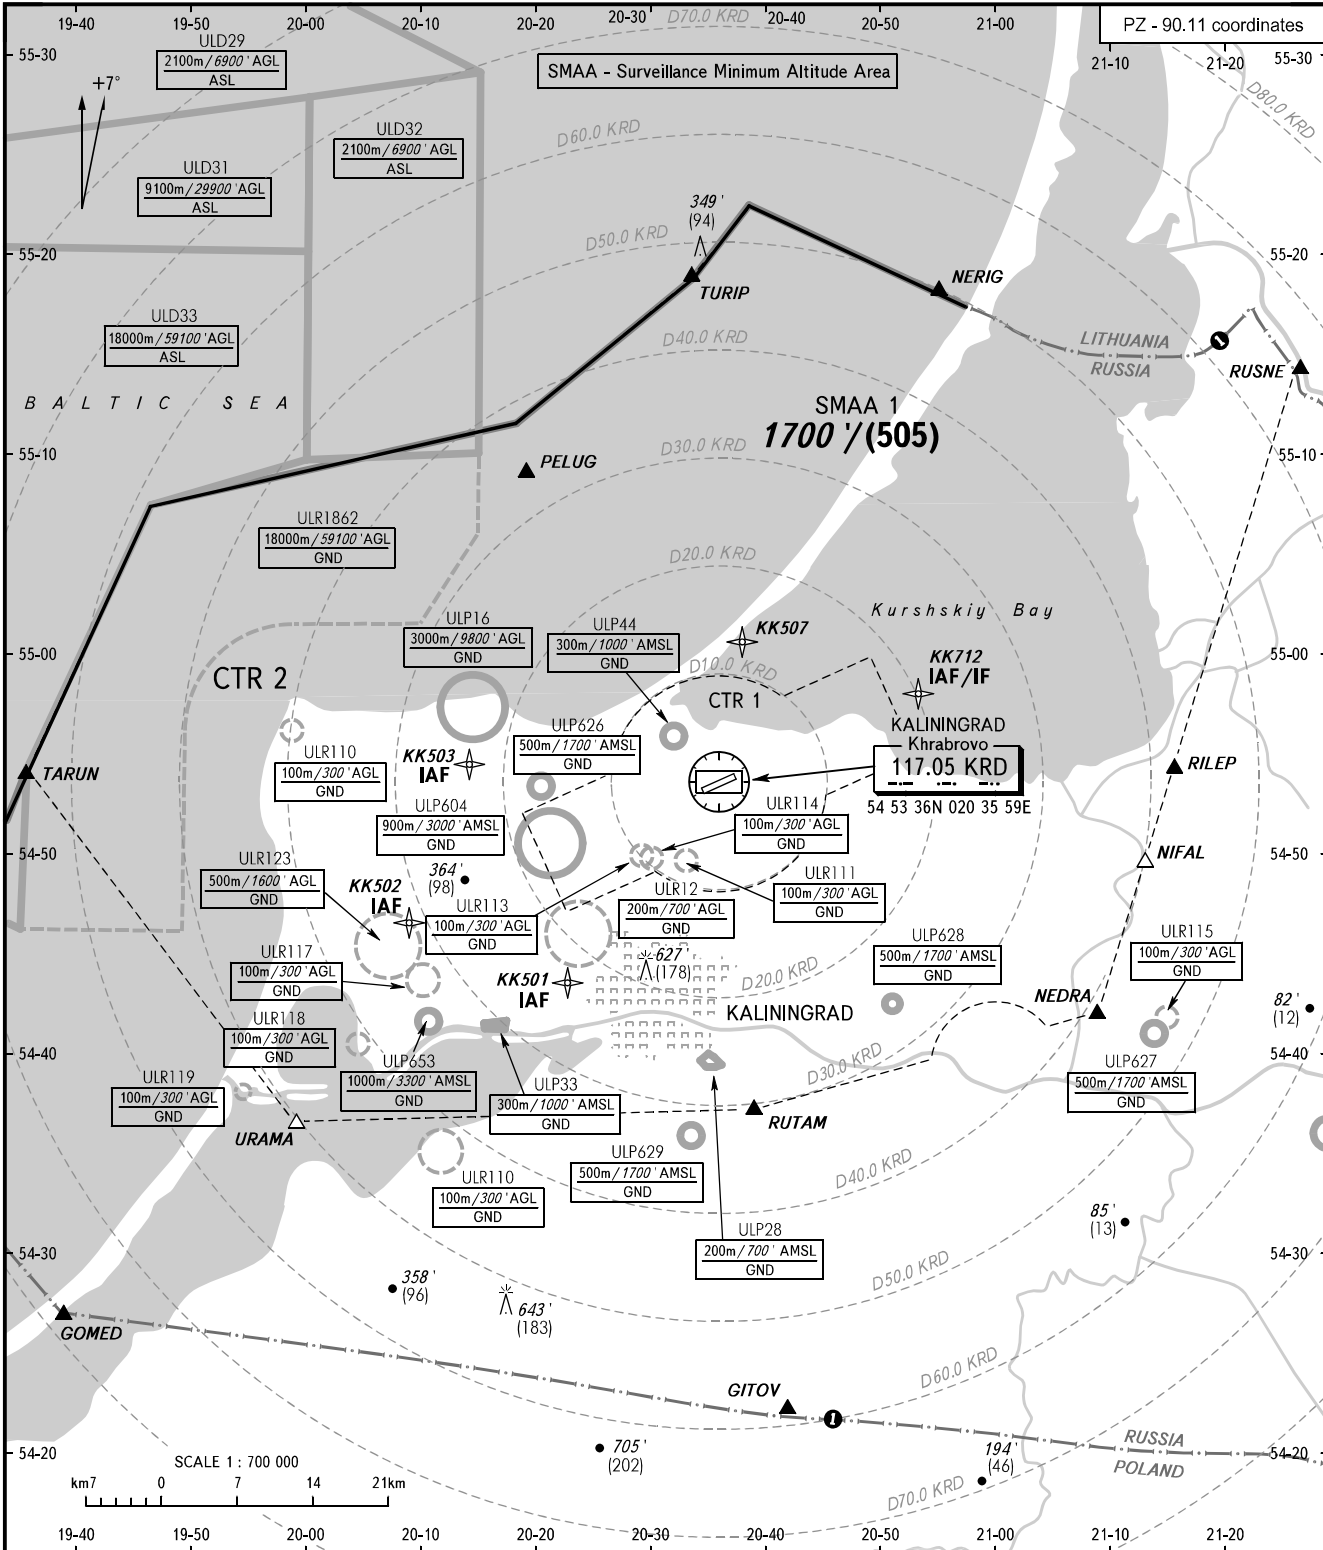 19-40 19-50 20-00 20-10 20-20 20-30 20-40 20-50 21-00
PZ - 90.11 coordinates
21-10 21-20
55-30 55-30
D70.0 KRD
D80.0 KRD
SMAA - Surveillance Minimum Altitude Area
+7°
ULD29
2100m/6900 'AGL
ASL
ULD32
2100m/6900 'AGL
ASL
ULD31
9100m/29900 'AGL
ASL
D60.0 KRD
349 '
(94)
D50.0 KRD
55-20 55-20
TURIP
NERIG
ULD33
18000m/59100 'AGL
ASL
D40.0 KRD
LITHUANIA
RUSSIA
1
RUSNE
BALTIC SEA
SMAA 1
1700 '/(505)
D30.0 KRD
55-10 55-10
PELUG
ULR1862
18000m/59100 'AGL
GND
D20.0 KRD
Kurshskiy Bay
ULP16
3000m/9800 'AGL
GND
ULP44
300m/1000 ' AMSL
GND
KK507
55-00 55-00
KK712
IAF/IF
D10.0 KRD
CTR 2
CTR 1
ULP626
500m/1700 ' AMSL
GND
KALININGRAD
Khrabrovo
117.05 KRD
54 53 36N 020 35 59E
ULR110
100m/300 ' AGL
GND
KK503
IAF
TARUN
RILEP
ULP604
900m/3000 ' AMSL
GND
ULR114
100m/300 ' AGL
GND
54-50 54-50
NIFAL
ULR123
500m/1600 ' AGL
GND
364 '
(98)
KK502
IAF
ULR111
100m/300 ' AGL
GND
ULR12
200m/700 ' AGL
GND
ULR113
100m/300 ' AGL
GND
ULP628
500m/1700 ' AMSL
GND
ULR115
100m/300 ' AGL
GND
ULR117
100m/300 ' AGL
GND
627 '
(178)
KK501
IAF
D20.0 KRD
NEDRA
82 '
(12)
KALININGRAD
ULR118
100m/300 ' AGL
GND
54-40 54-40
ULP653
1000m/3300 ' AMSL
GND
D30.0 KRD
ULP627
500m/1700 ' AMSL
GND
ULR119
100m/300 ' AGL
GND
ULP33
300m/1000 ' AMSL
GND
URAMA
RUTAM
ULP629
500m/1700 ' AMSL
GND
ULR110
100m/300 ' AGL
GND
D40.0 KRD
85 '
(13)
ULP28
200m/700 ' AMSL
GND
54-30 54-30
D50.0 KRD
358 '
(96)
643 '
(183)
GOMED
D60.0 KRD
GITOV
1
RUSSIA
POLAND
705 '
(202)
194 '
(46)
54-20 54-20
D70.0 KRD
SCALE 1 : 700 000
km7 0 7 14 21km
19-40 19-50 20-00 20-10 20-20 20-30 20-40 20-50 21-00 21-10 21-20